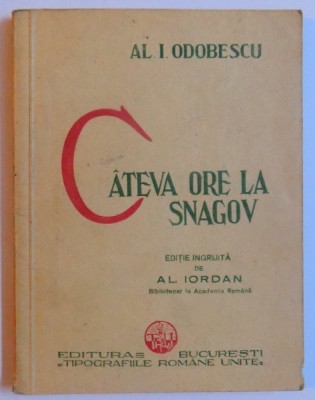 AL. I. ODOBESCU
CÂTEVA ORE LA
SNAGOV
EDIȚIE INGRIJITĂ
DE
AL. IORDAN
Bibliotecar la Academia Română
EDITURA BUCUREȘTI
„TIPOGRAFIILE ROMÂNE UNITE„